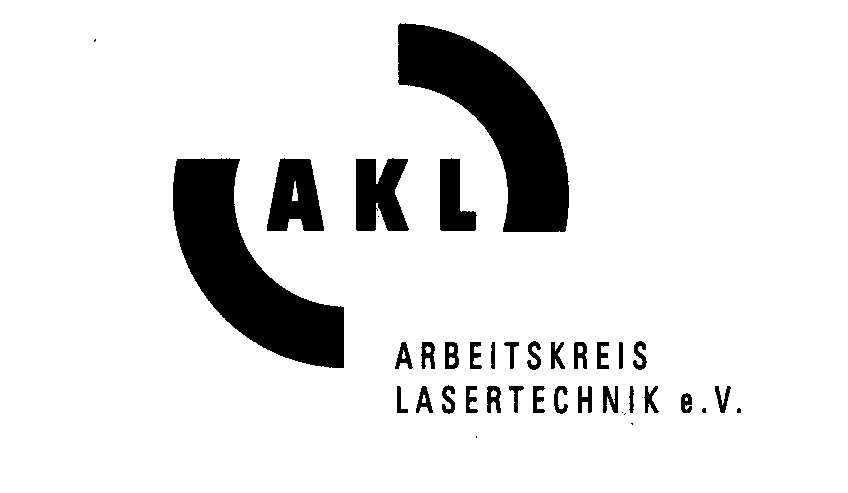 AKL
ARBEITSKREIS
LASERTECHNIK e.V.